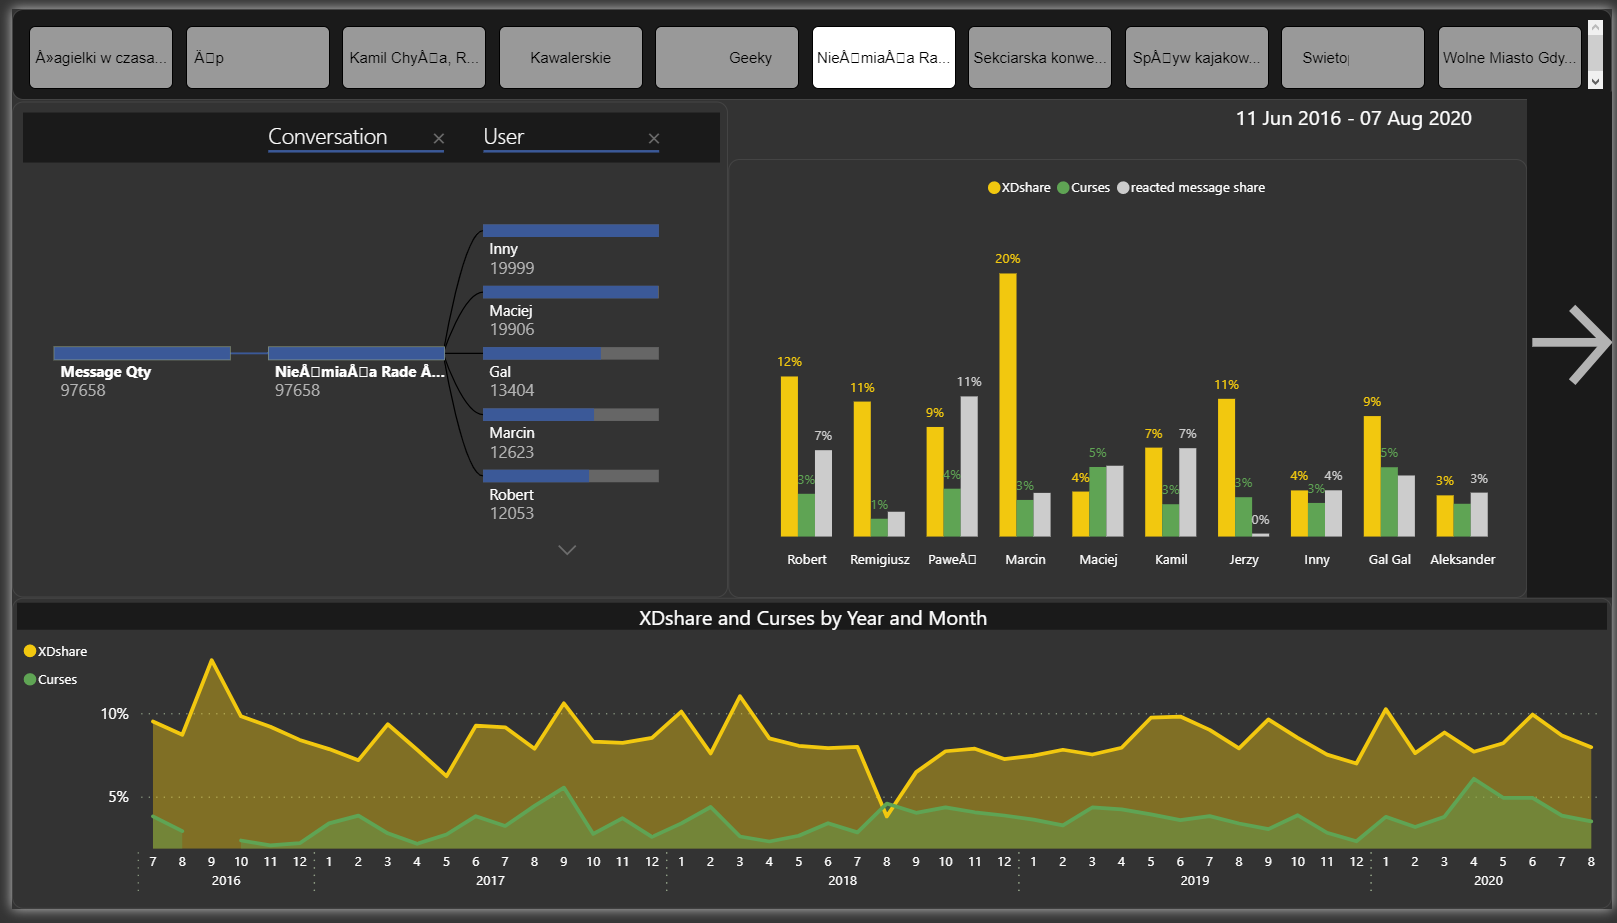 Å»agielki w czasa...
Ä▯p
Kamil ChyÅ▯a, R...
Kawalerskie
Geeky
NieÅ▯miaÅ▯a Ra...
Sekciarska konwe...
SpÅ▯yw kajakow...
Swietop
Wolne Miasto Gdy...
11 Jun 2016 - 07 Aug 2020
Conversation
User
Message Qty
97658
NieÅ▯miaÅ▯a Rade Å...
97658
Inny
19999
Maciej
19906
Gal
13404
Marcin
12623
Robert
12053
XDshare Curses reacted message share
12% 3% 7%
11% 1%
9% 4% 11%
20% 3%
4% 5%
7% 3% 7%
11% 3% 0%
4% 3% 4%
9% 5%
3% 3%
Robert Remigiusz PaweÅ▯ Marcin Maciej Kamil Jerzy Inny Gal Gal Aleksander
XDshare and Curses by Year and Month
XDshare
Curses
10%
5%
7 8 9 10 11 12 1 2 3 4 5 6 7 8 9 10 11 12 1 2 3 4 5 6 7 8 9 10 11 12 1 2 3 4 5 6 7 8 9 10 11 12 1 2 3 4 5 6 7 8
2016 2017 2018 2019 2020